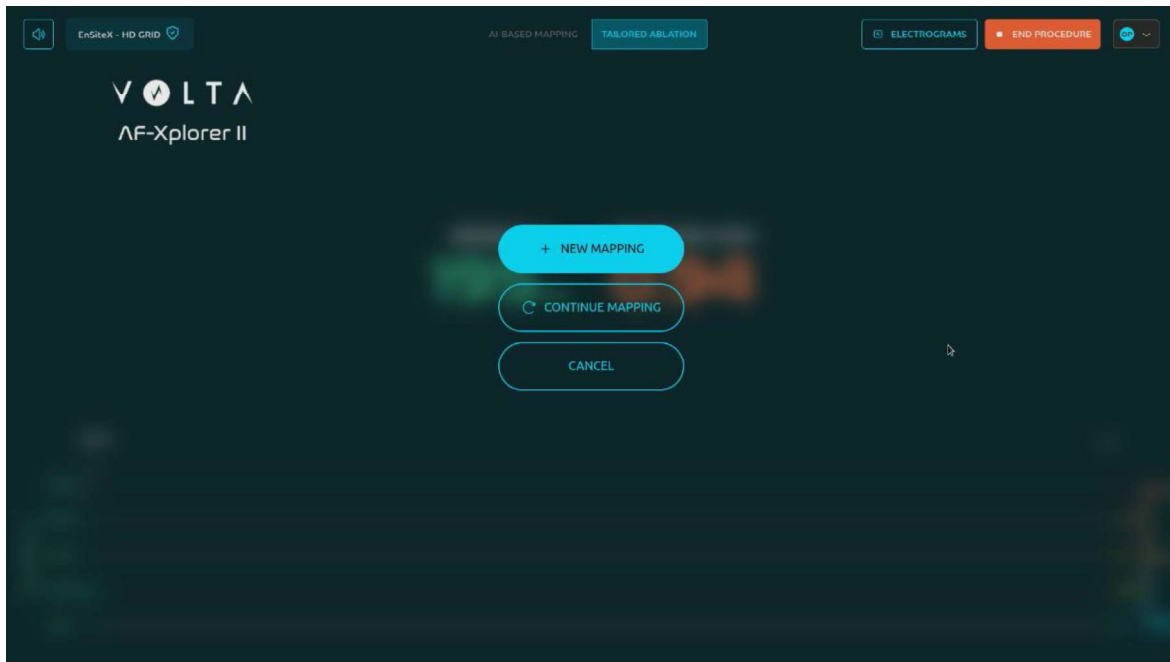 EnSiteX - HD GRID
AI BASED MAPPING
TAILORED ABLATION
ELECTROGRAMS
END PROCEDURE
OP
VOLTA
AF-Xplorer II
+ NEW MAPPING
CONTINUE MAPPING
CANCEL